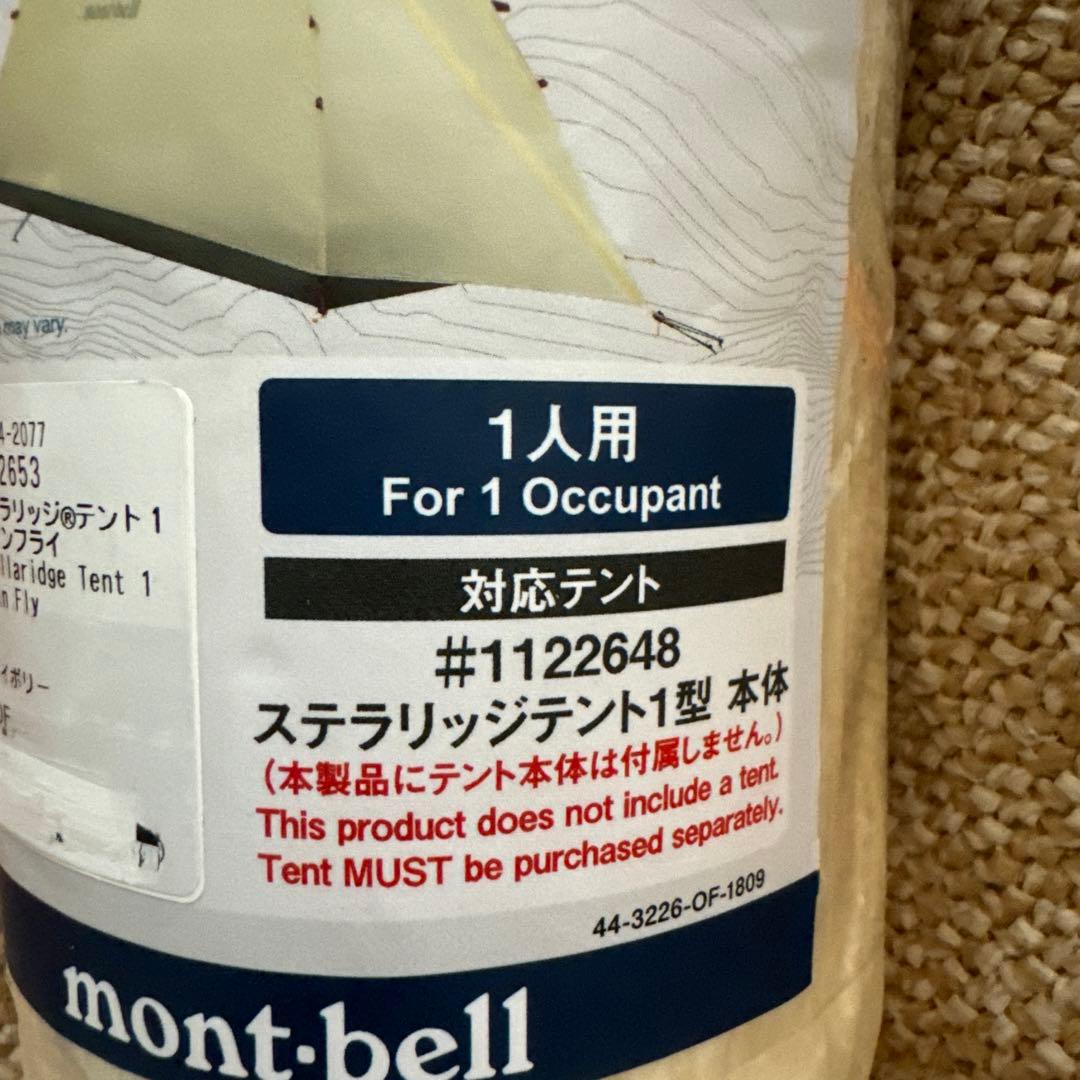 mont-bell
may vary.
1人用
For 1 Occupant
対応テント
#1122648
ステラリッジテント1型 本体
(本製品にテント本体は付属しません。)
This product does not include a tent.
Tent MUST be purchased separately.
44-3226-OF-1809
4-2077
2653
ラリッジ®テント 1
ンフライ
llaridge Tent 1
n Fly
イボリー
mont-bell